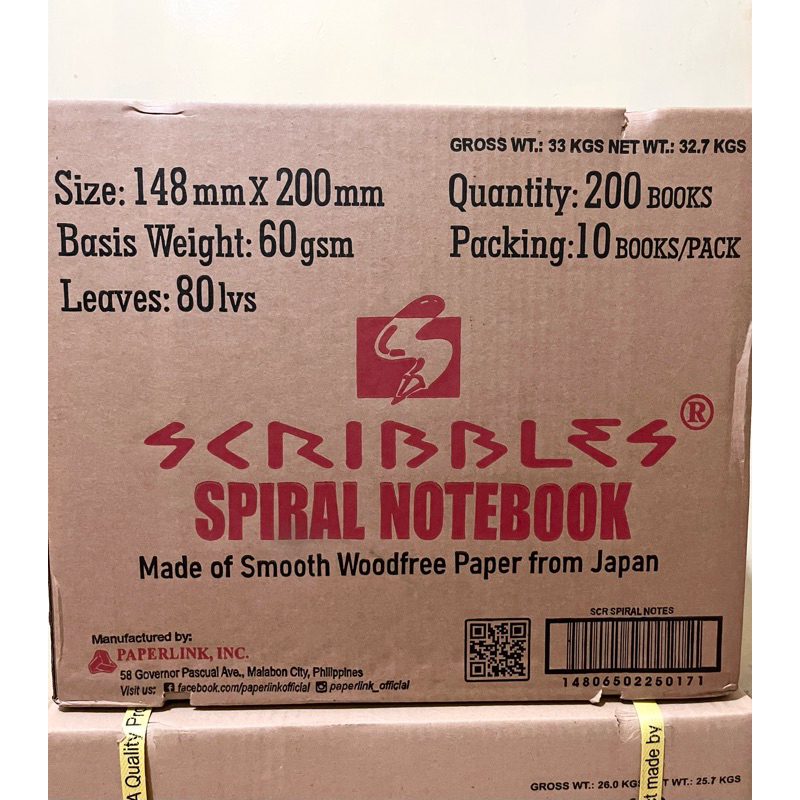 GROSS WT.: 33 KGS NET WT.: 32.7 KGS
Size: 148 mm X 200 mm
Quantity: 200 BOOKS
Basis Weight: 60 gsm
Packing: 10 BOOKS/PACK
Leaves: 80 lvs
SCRIBBLES®
SPIRAL NOTEBOOK
Made of Smooth Woodfree Paper from Japan
Manufactured by:
PAPERLINK, INC.
58 Governor Pascual Ave., Malabon City, Philippines
Visit us: facebook.com/paperlinkofficial paperlink_official
SCR SPIRAL NOTES
14806502250171
A Quality
t made by
GROSS WT.: 26.0 KGS
WT.: 25.7 KGS